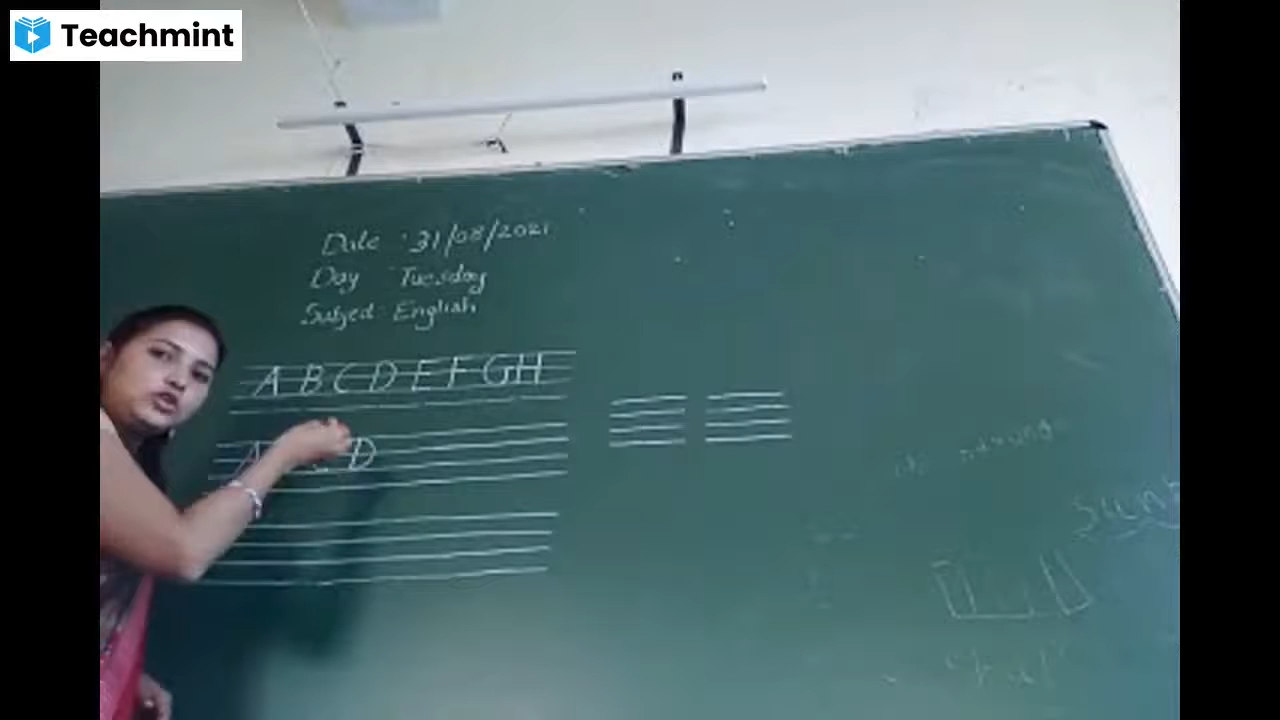 Teachmint
Date : 31/08/2021
Day Tuesday
Subject : English
A B C D E F G H
A D